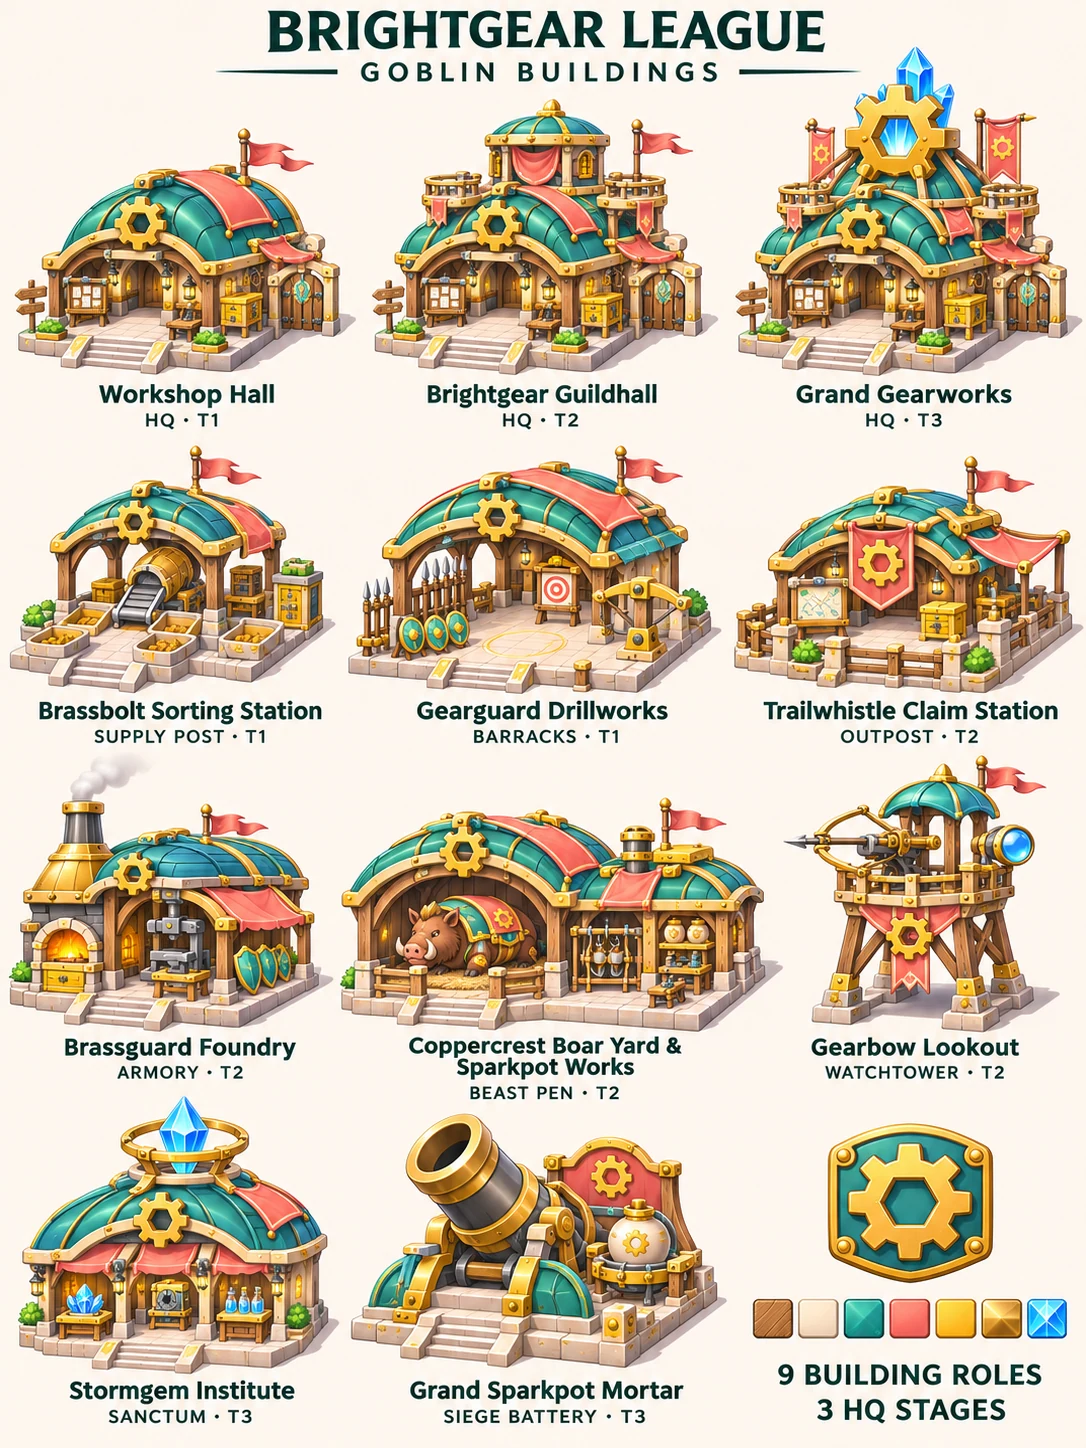 BRIGHTGEAR LEAGUE
GOBLIN BUILDINGS
Workshop Hall
HQ • T1
Brightgear Guildhall
HQ • T2
Grand Gearworks
HQ • T3
Brassbolt Sorting Station
SUPPLY POST • T1
Gearguard Drillworks
BARRACKS • T1
Trailwhistle Claim Station
OUTPOST • T2
Brassguard Foundry
ARMORY • T2
Coppercrest Boar Yard &
Sparkpot Works
BEAST PEN • T2
Gearbow Lookout
WATCHTOWER • T2
Stormgem Institute
SANCTUM • T3
Grand Sparkpot Mortar
SIEGE BATTERY • T3
9 BUILDING ROLES
3 HQ STAGES